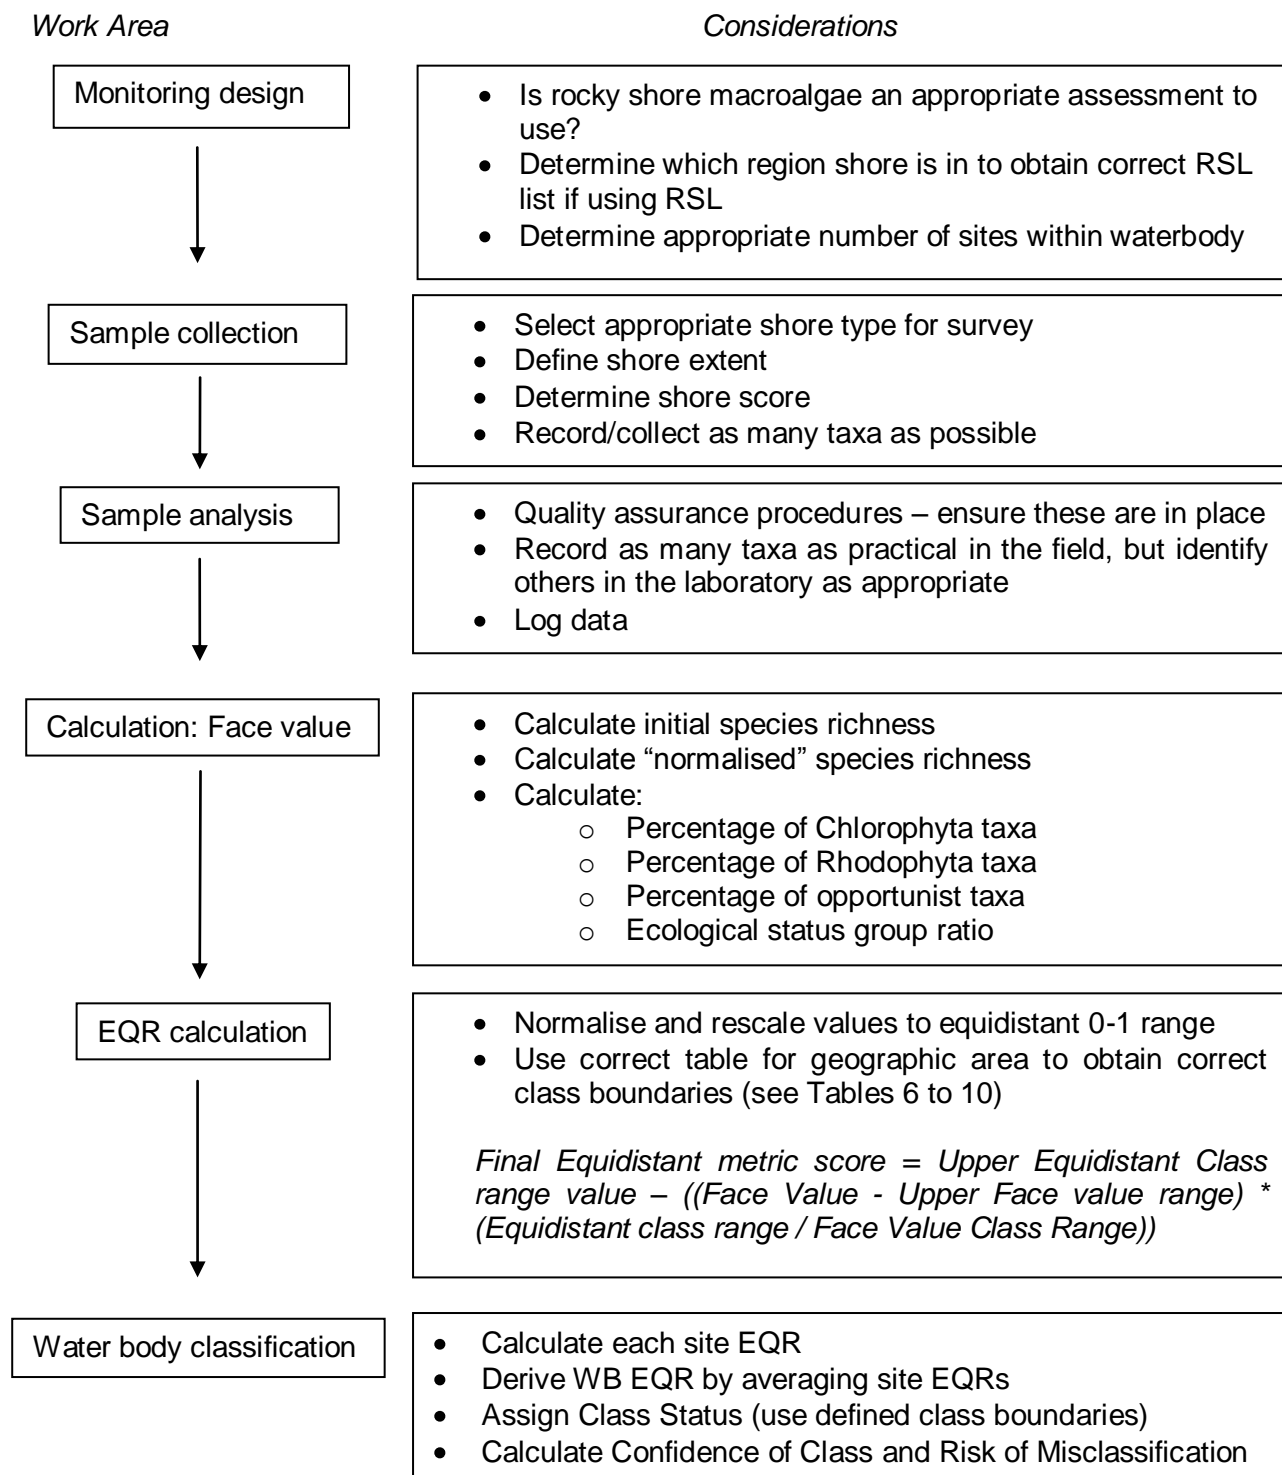 Work Area
Considerations
Monitoring design
• Is rocky shore macroalgae an appropriate assessment to
use?
• Determine which region shore is in to obtain correct RSL
list if using RSL
• Determine appropriate number of sites within waterbody
Sample collection
• Select appropriate shore type for survey
• Define shore extent
• Determine shore score
• Record/collect as many taxa as possible
Sample analysis
• Quality assurance procedures – ensure these are in place
• Record as many taxa as practical in the field, but identify
others in the laboratory as appropriate
• Log data
Calculation: Face value
• Calculate initial species richness
• Calculate “normalised” species richness
• Calculate:
o Percentage of Chlorophyta taxa
o Percentage of Rhodophyta taxa
o Percentage of opportunist taxa
o Ecological status group ratio
EQR calculation
• Normalise and rescale values to equidistant 0-1 range
• Use correct table for geographic area to obtain correct
class boundaries (see Tables 6 to 10)
Final Equidistant metric score = Upper Equidistant Class
range value – ((Face Value - Upper Face value range) *
(Equidistant class range / Face Value Class Range))
Water body classification
• Calculate each site EQR
• Derive WB EQR by averaging site EQRs
• Assign Class Status (use defined class boundaries)
• Calculate Confidence of Class and Risk of Misclassification